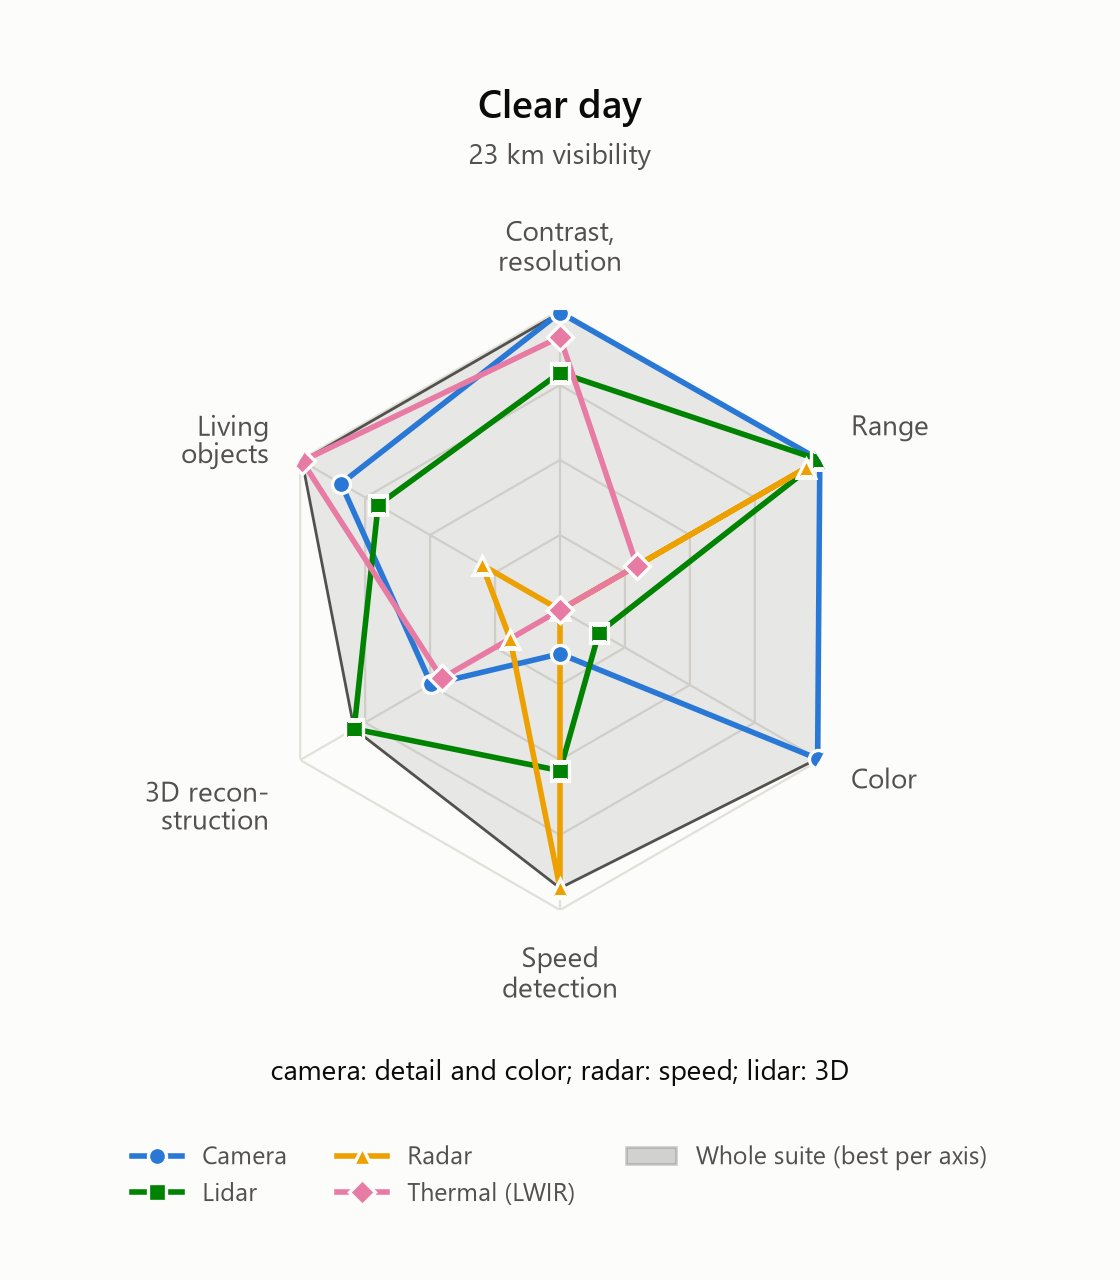 Clear day
23 km visibility
Contrast,
resolution
Range
Living
objects
Color
3D recon-
struction
Speed
detection
camera: detail and color; radar: speed; lidar: 3D
Camera
Radar
Whole suite (best per axis)
Lidar
Thermal (LWIR)